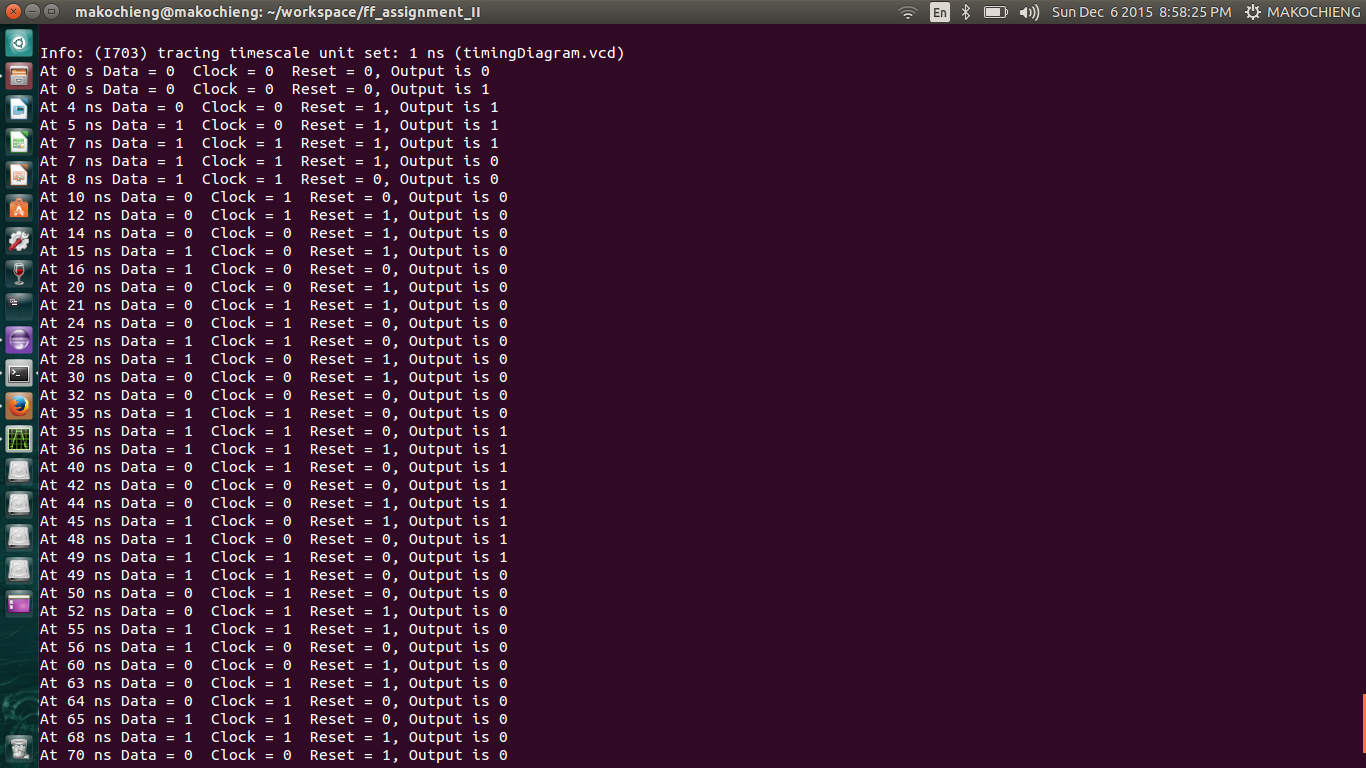 makochieng@makochieng: ~/workspace/ff_assignment_II
En
Sun Dec 6 2015 8:58:25 PM
MAKOCHIENG
Info: (I703) tracing timescale unit set: 1 ns (timingDiagram.vcd)
At 0 s Data = 0  Clock = 0  Reset = 0, Output is 0
At 0 s Data = 0  Clock = 0  Reset = 0, Output is 1
At 4 ns Data = 0  Clock = 0  Reset = 1, Output is 1
At 5 ns Data = 1  Clock = 0  Reset = 1, Output is 1
At 7 ns Data = 1  Clock = 1  Reset = 1, Output is 1
At 7 ns Data = 1  Clock = 1  Reset = 1, Output is 0
At 8 ns Data = 1  Clock = 1  Reset = 0, Output is 0
At 10 ns Data = 0  Clock = 1  Reset = 0, Output is 0
At 12 ns Data = 0  Clock = 1  Reset = 1, Output is 0
At 14 ns Data = 0  Clock = 0  Reset = 1, Output is 0
At 15 ns Data = 1  Clock = 0  Reset = 1, Output is 0
At 16 ns Data = 1  Clock = 0  Reset = 0, Output is 0
At 20 ns Data = 0  Clock = 0  Reset = 1, Output is 0
At 21 ns Data = 0  Clock = 1  Reset = 1, Output is 0
At 24 ns Data = 0  Clock = 1  Reset = 0, Output is 0
At 25 ns Data = 1  Clock = 1  Reset = 0, Output is 0
At 28 ns Data = 1  Clock = 0  Reset = 1, Output is 0
At 30 ns Data = 0  Clock = 0  Reset = 1, Output is 0
At 32 ns Data = 0  Clock = 0  Reset = 0, Output is 0
At 35 ns Data = 1  Clock = 1  Reset = 0, Output is 0
At 35 ns Data = 1  Clock = 1  Reset = 0, Output is 1
At 36 ns Data = 1  Clock = 1  Reset = 1, Output is 1
At 40 ns Data = 0  Clock = 1  Reset = 0, Output is 1
At 42 ns Data = 0  Clock = 0  Reset = 0, Output is 1
At 44 ns Data = 0  Clock = 0  Reset = 1, Output is 1
At 45 ns Data = 1  Clock = 0  Reset = 1, Output is 1
At 48 ns Data = 1  Clock = 0  Reset = 0, Output is 1
At 49 ns Data = 1  Clock = 1  Reset = 0, Output is 1
At 49 ns Data = 1  Clock = 1  Reset = 0, Output is 0
At 50 ns Data = 0  Clock = 1  Reset = 0, Output is 0
At 52 ns Data = 0  Clock = 1  Reset = 1, Output is 0
At 55 ns Data = 1  Clock = 1  Reset = 1, Output is 0
At 56 ns Data = 1  Clock = 0  Reset = 0, Output is 0
At 60 ns Data = 0  Clock = 0  Reset = 1, Output is 0
At 63 ns Data = 0  Clock = 1  Reset = 1, Output is 0
At 64 ns Data = 0  Clock = 1  Reset = 0, Output is 0
At 65 ns Data = 1  Clock = 1  Reset = 0, Output is 0
At 68 ns Data = 1  Clock = 1  Reset = 1, Output is 0
At 70 ns Data = 0  Clock = 0  Reset = 1, Output is 0